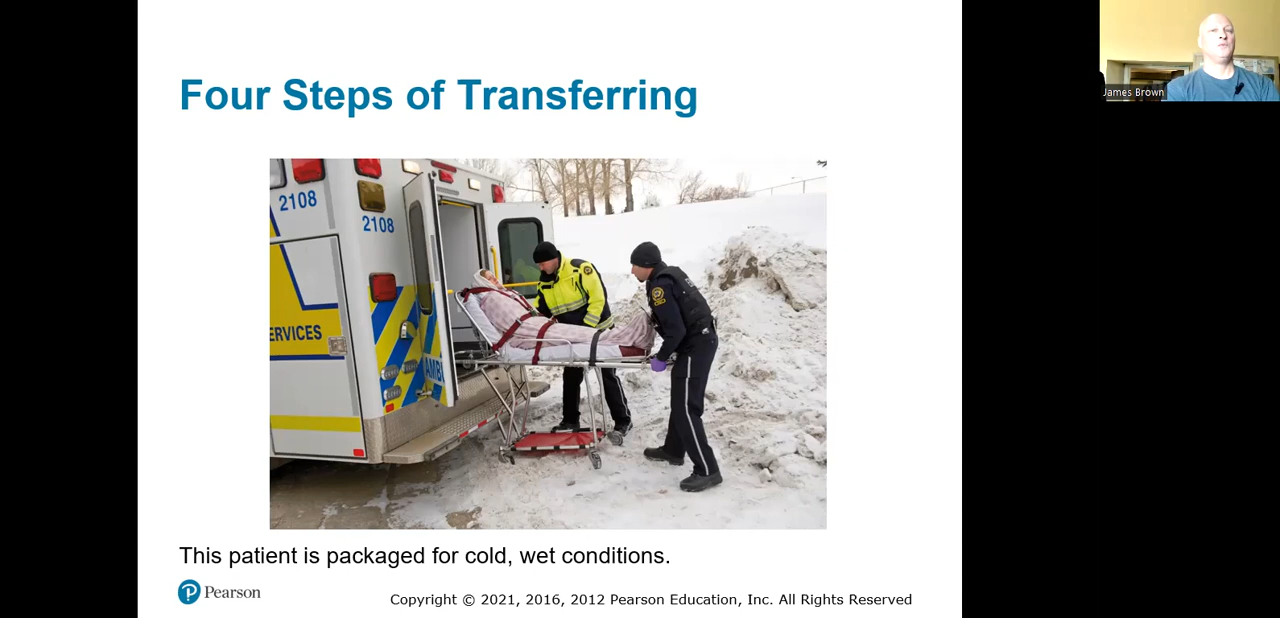 Four Steps of Transferring
James Brown
2108
2108
ERVICES
AMB
This patient is packaged for cold, wet conditions.
Pearson
Copyright © 2021, 2016, 2012 Pearson Education, Inc. All Rights Reserved